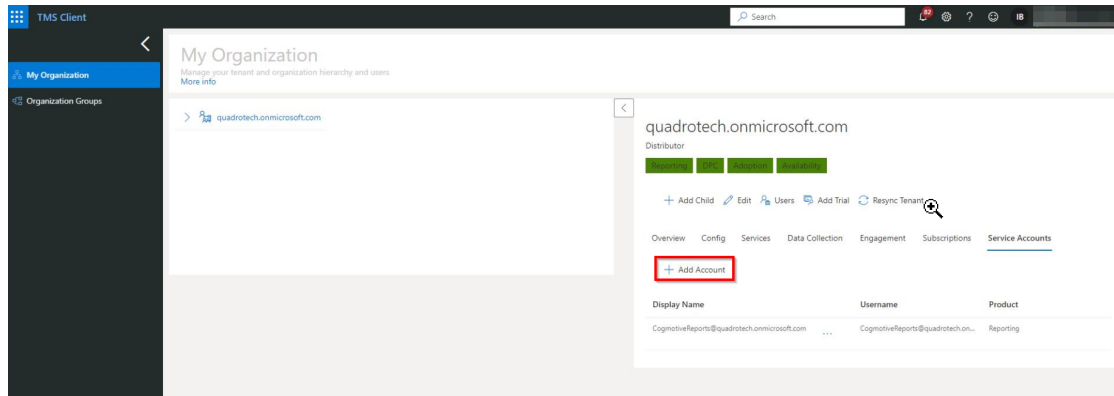 TMS Client
Search
82
?
IB
My Organization
Organization Groups
My Organization
Manage your tenant and organization hierarchy and users
More info
quadrotech.onmicrosoft.com
quadrotech.onmicrosoft.com
Distributor
Reporting DPC Adoption Availability
Add Child Edit Users Add Trial Resync Tenant
Overview Config Services Data Collection Engagement Subscriptions Service Accounts
Add Account
Display Name Username Product
CogmotiveReports@quadrotech.onmicrosoft.com ... CogmotiveReports@quadrotech.on... Reporting